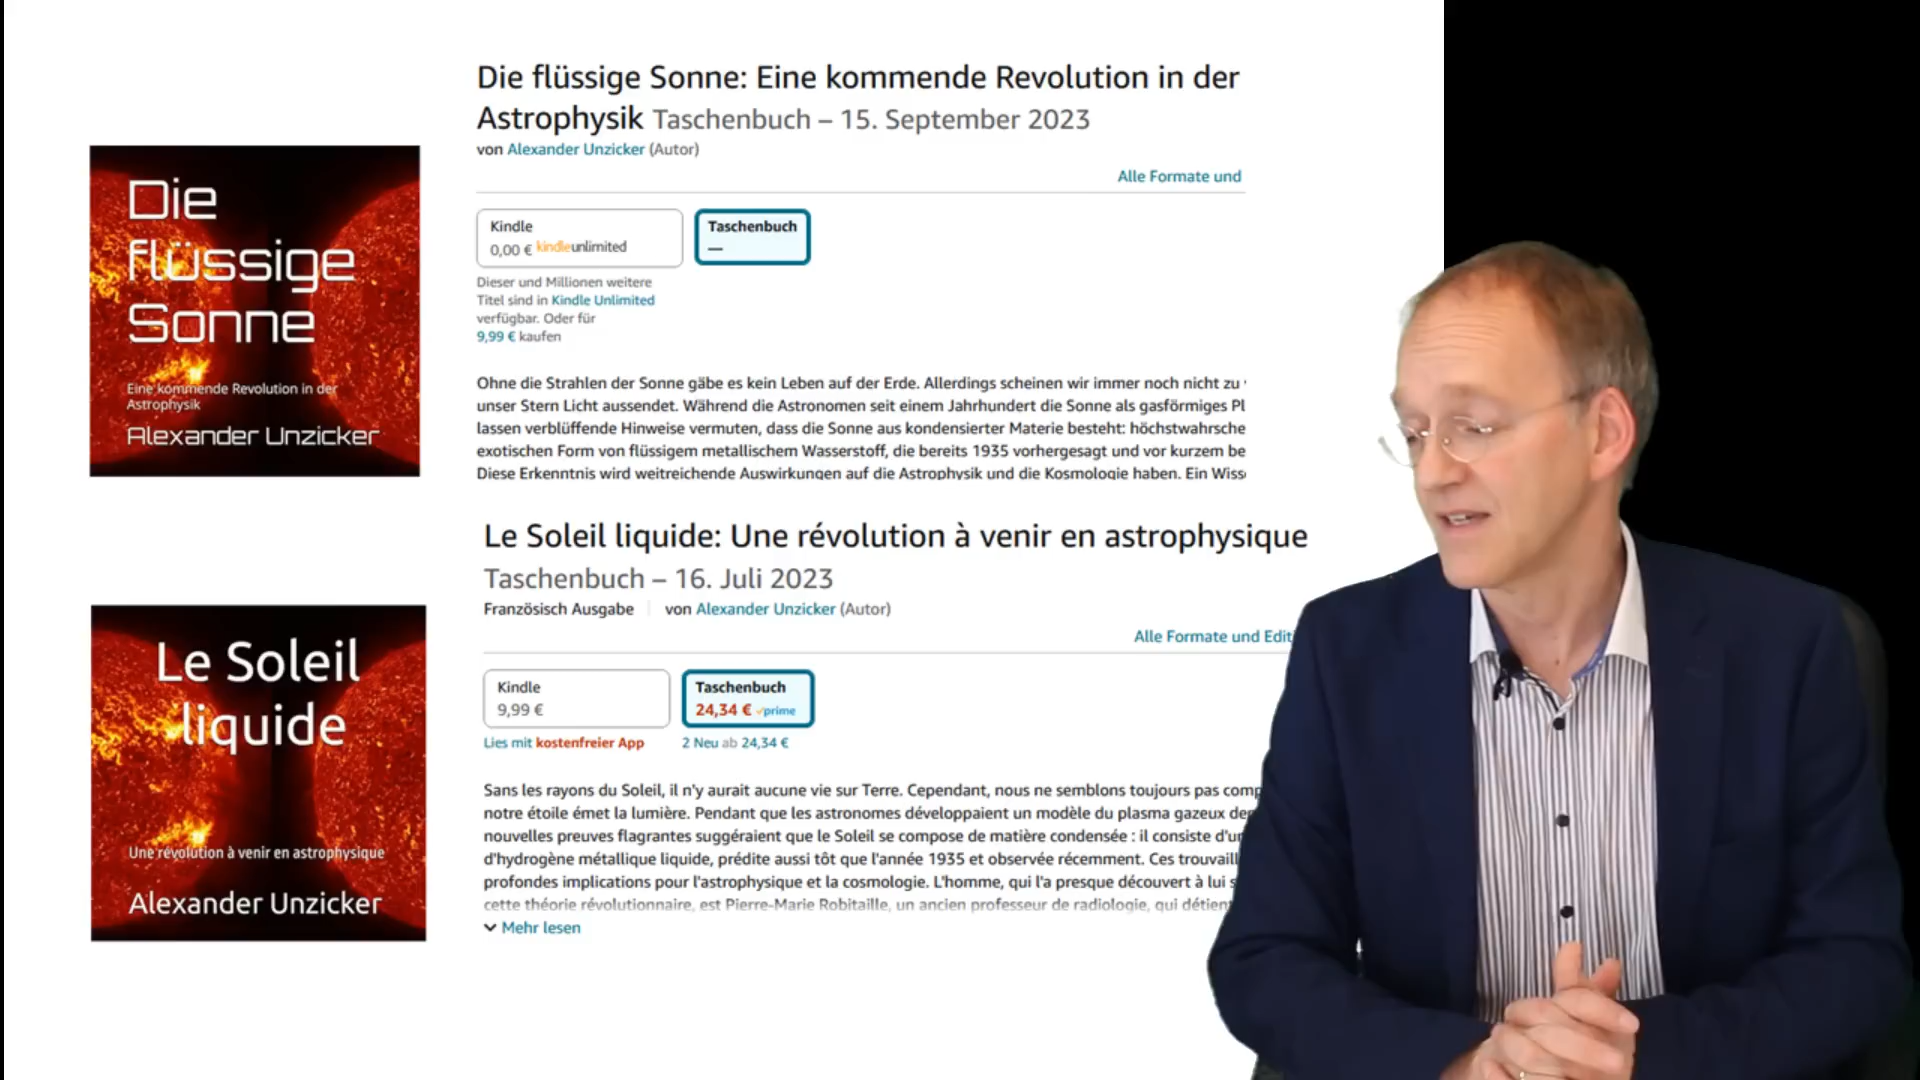 Die flüssige Sonne: Eine kommende Revolution in der
Astrophysik Taschenbuch – 15. September 2023
von Alexander Unzicker (Autor)
Alle Formate und
Kindle
0,00 € kindleunlimited
Taschenbuch
—
Dieser und Millionen weitere
Titel sind in Kindle Unlimited
verfügbar. Oder für
9,99 € kaufen
Ohne die Strahlen der Sonne gäbe es kein Leben auf der Erde. Allerdings scheinen wir immer noch nicht zu
unser Stern Licht aussendet. Während die Astronomen seit einem Jahrhundert die Sonne als gasförmiges Pl
lassen verblüffende Hinweise vermuten, dass die Sonne aus kondensierter Materie besteht: höchstwahrsche
exotischen Form von flüssigem metallischem Wasserstoff, die bereits 1935 vorhergesagt und vor kurzem be
Diese Erkenntnis wird weitreichende Auswirkungen auf die Astrophysik und die Kosmologie haben. Ein Wiss
Die
flüssige
Sonne
Eine kommende Revolution in der
Astrophysik
Alexander Unzicker
Le Soleil liquide: Une révolution à venir en astrophysique
Taschenbuch – 16. Juli 2023
Französisch Ausgabe von Alexander Unzicker (Autor)
Alle Formate und Editi
Kindle
9,99 €
Taschenbuch
24,34 € prime
Lies mit kostenfreier App
2 Neu ab 24,34 €
Sans les rayons du Soleil, il n'y aurait aucune vie sur Terre. Cependant, nous ne semblons toujours pas comp
notre étoile émet la lumière. Pendant que les astronomes développaient un modèle du plasma gazeux de
nouvelles preuves flagrantes suggéraient que le Soleil se compose de matière condensée : il consiste d'u
d'hydrogène métallique liquide, prédite aussi tôt que l'année 1935 et observée récemment. Ces trouvaill
profondes implications pour l'astrophysique et la cosmologie. L'homme, qui l'a presque découvert à lui s
cette théorie révolutionnaire, est Pierre-Marie Robitaille, un ancien professeur de radiologie, qui détien
Mehr lesen
Le Soleil
liquide
Une révolution à venir en astrophysique
Alexander Unzicker